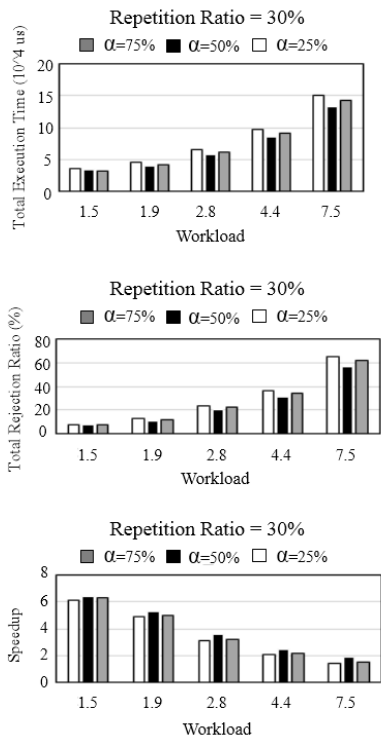 Repetition Ratio = 30%
α=75% α=50% α=25%
Total Execution Time (10^4 us)
20
15
10
5
0
1.5 1.9 2.8 4.4 7.5
Workload
Repetition Ratio = 30%
α=75% α=50% α=25%
Total Rejection Ratio (%)
80
60
40
20
0
1.5 1.9 2.8 4.4 7.5
Workload
Repetition Ratio = 30%
α=75% α=50% α=25%
Speedup
8
6
4
2
0
1.5 1.9 2.8 4.4 7.5
Workload